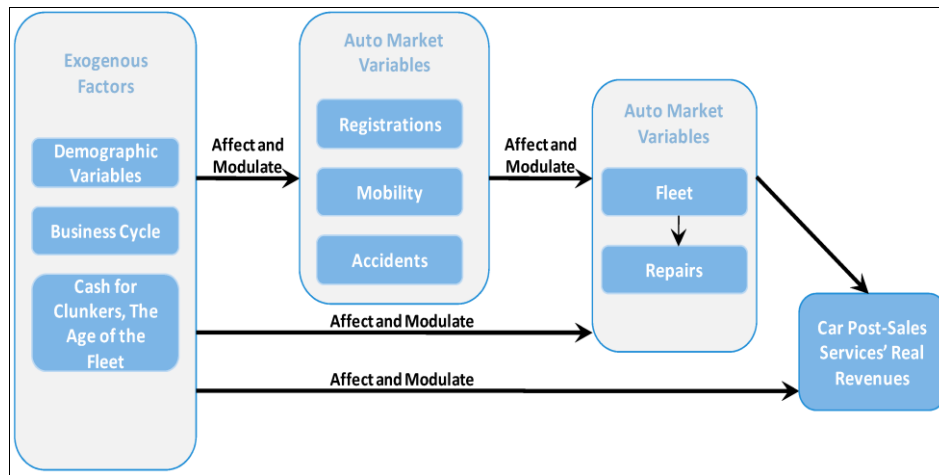 Exogenous
Factors
Demographic
Variables
Business Cycle
Cash for
Clunkers, The
Age of the
Fleet
Affect and
Modulate
Auto Market
Variables
Registrations
Mobility
Accidents
Affect and
Modulate
Auto Market
Variables
Fleet
Repairs
Affect and Modulate
Affect and Modulate
Car Post-Sales
Services' Real
Revenues